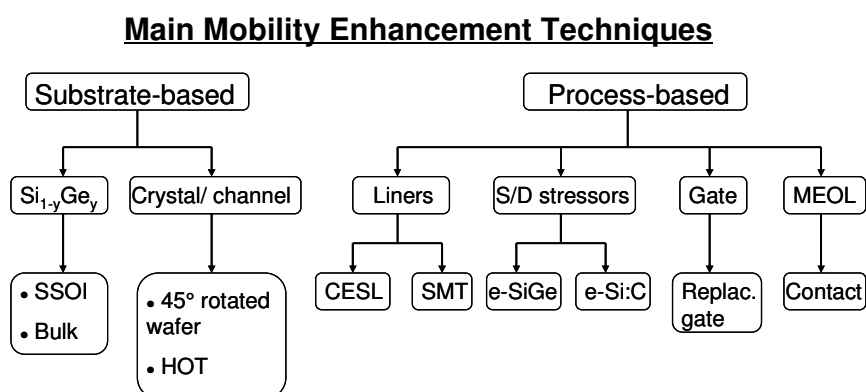 Main Mobility Enhancement Techniques
Substrate-based
Process-based
Si1-yGey
Crystal/ channel
Liners
S/D stressors
Gate
MEOL
• SSOI
• Bulk
• 45° rotated
wafer
• HOT
CESL
SMT
e-SiGe
e-Si:C
Replac.
gate
Contact